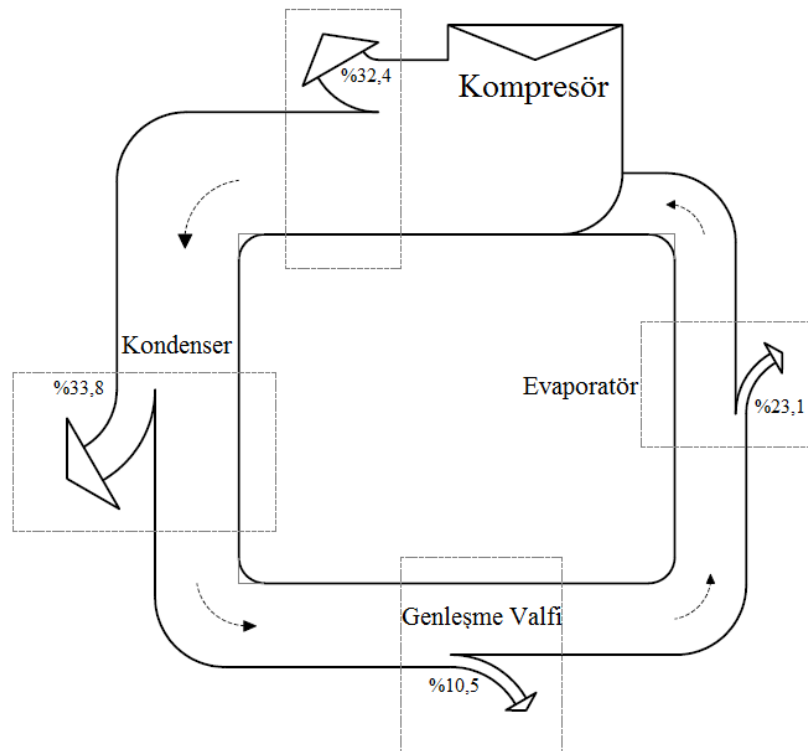 %32,4
Kompresör
Kondenser
%33,8
Evaporatör
%23,1
Genleşme Valfi
%10,5